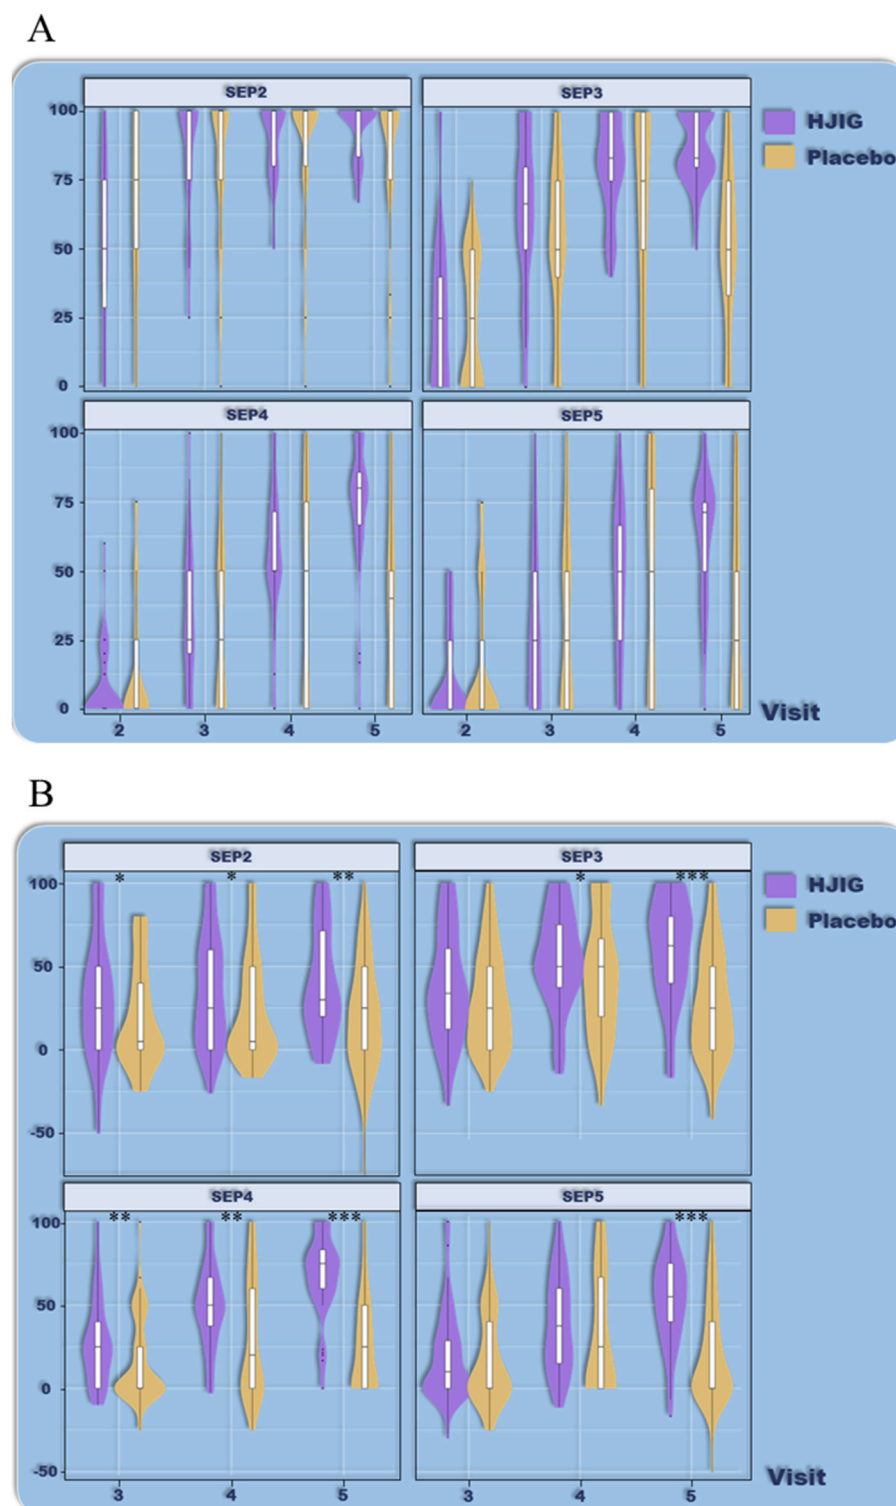 A
SEP2 SEP3
100
75
50
25
0
HJIG
Placebo
SEP4 SEP5
100
75
50
25
0
2 3 4 5 2 3 4 5
Visit
B
SEP2 SEP3
* * ** * ***
100
50
0
-50
HJIG
Placebo
SEP4 SEP5
** ** *** ***
100
50
0
-50
3 4 5 3 4 5
Visit